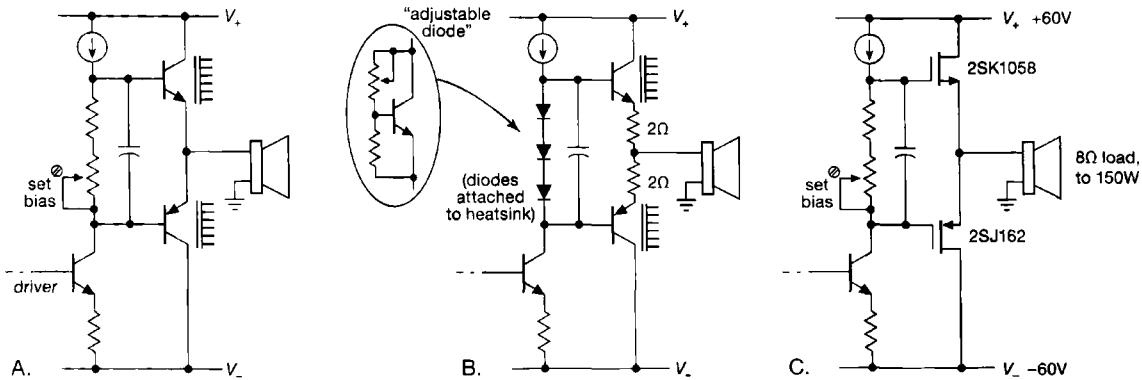 V+
set
bias
driver
A.
V−
"adjustable
diode"
V+
2Ω
2Ω
(diodes
attached
to heatsink)
B.
V−
V+ +60V
2SK1058
8Ω load,
to 150W
set
bias
2SJ162
C.
V− −60V